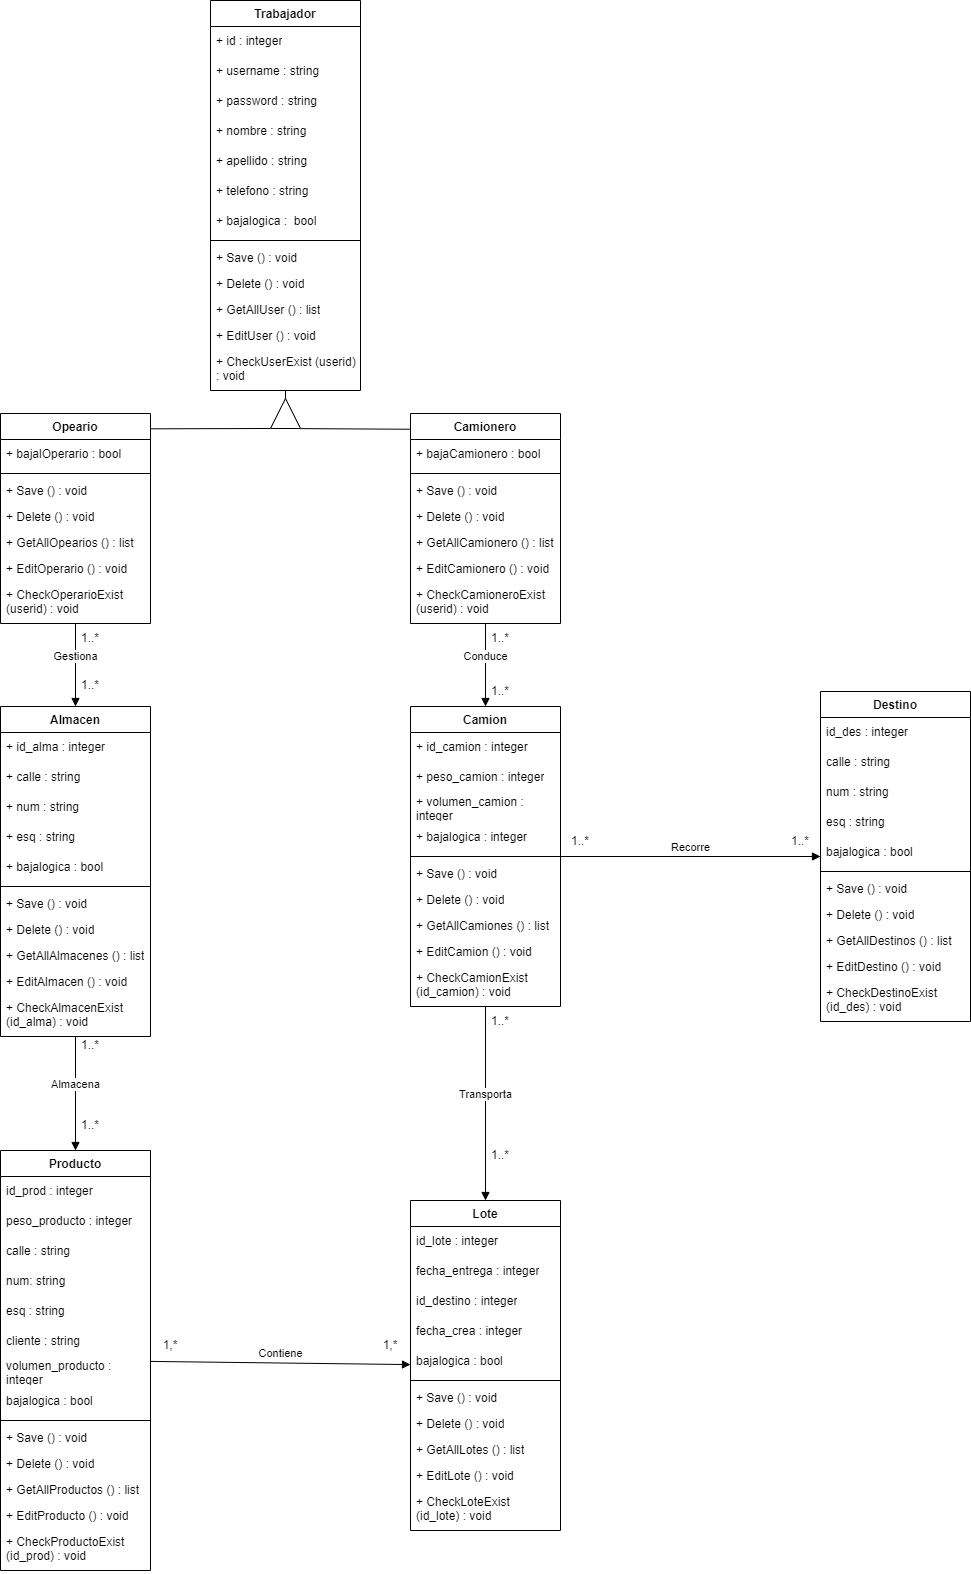 Trabajador
+ id : integer
+ username : string
+ password : string
+ nombre : string
+ apellido : string
+ telefono : string
+ bajalogica :  bool
+ Save () : void
+ Delete () : void
+ GetAllUser () : list
+ EditUser () : void
+ CheckUserExist (userid)
: void
Opeario
+ bajalOperario : bool
+ Save () : void
+ Delete () : void
+ GetAllOpearios () : list
+ EditOperario () : void
+ CheckOperarioExist
(userid) : void
Camionero
+ bajaCamionero : bool
+ Save () : void
+ Delete () : void
+ GetAllCamionero () : list
+ EditCamionero () : void
+ CheckCamioneroExist
(userid) : void
1..*
Gestiona
1..*
1..*
Conduce
1..*
Almacen
+ id_alma : integer
+ calle : string
+ num : string
+ esq : string
+ bajalogica : bool
+ Save () : void
+ Delete () : void
+ GetAllAlmacenes () : list
+ EditAlmacen () : void
+ CheckAlmacenExist
(id_alma) : void
Camion
+ id_camion : integer
+ peso_camion : integer
+ volumen_camion :
integer
+ bajalogica : integer
+ Save () : void
+ Delete () : void
+ GetAllCamiones () : list
+ EditCamion () : void
+ CheckCamionExist
(id_camion) : void
1..*
Recorre
1..*
Destino
id_des : integer
calle : string
num : string
esq : string
bajalogica : bool
+ Save () : void
+ Delete () : void
+ GetAllDestinos () : list
+ EditDestino () : void
+ CheckDestinoExist
(id_des) : void
1..*
Almacena
1..*
1..*
Transporta
1..*
Producto
id_prod : integer
peso_producto : integer
calle : string
num: string
esq : string
cliente : string
volumen_producto :
integer
bajalogica : bool
+ Save () : void
+ Delete () : void
+ GetAllProductos () : list
+ EditProducto () : void
+ CheckProductoExist
(id_prod) : void
1,*
Contiene
1,*
Lote
id_lote : integer
fecha_entrega : integer
id_destino : integer
fecha_crea : integer
bajalogica : bool
+ Save () : void
+ Delete () : void
+ GetAllLotes () : list
+ EditLote () : void
+ CheckLoteExist
(id_lote) : void